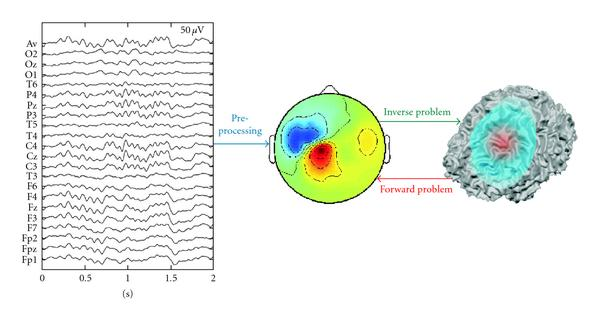 50 μV
Av
O2
Oz
O1
T6
P4
Pz
P3
T5
T4
C4
Cz
C3
T3
F6
F4
Fz
F3
F7
Fp2
Fpz
Fp1
0 0.5 1 1.5 2
(s)
Pre-
processing
Inverse problem
Forward problem